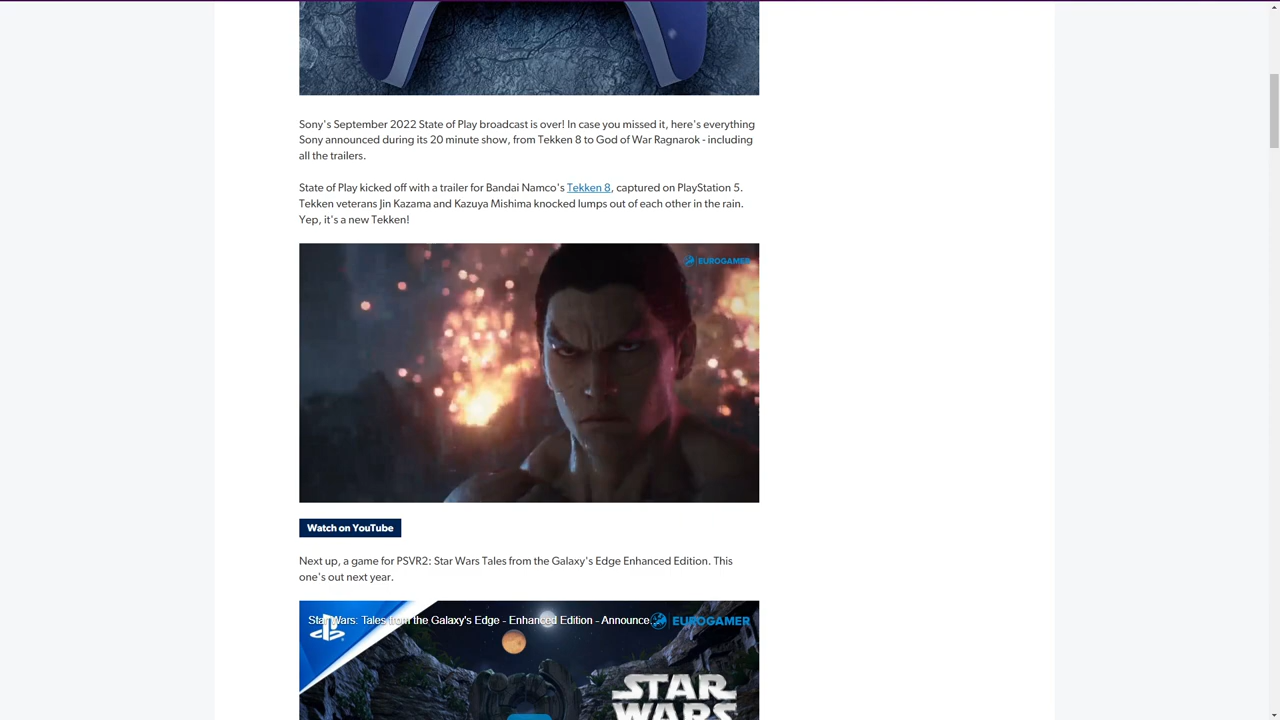 Sony's September 2022 State of Play broadcast is over! In case you missed it, here's everything
Sony announced during its 20 minute show, from Tekken 8 to God of War Ragnarok - including
all the trailers.
State of Play kicked off with a trailer for Bandai Namco's Tekken 8, captured on PlayStation 5.
Tekken veterans Jin Kazama and Kazuya Mishima knocked lumps out of each other in the rain.
Yep, it's a new Tekken!
EUROGAMER
Watch on YouTube
Next up, a game for PSVR2: Star Wars Tales from the Galaxy's Edge Enhanced Edition. This
one's out next year.
Star Wars: Tales from the Galaxy's Edge - Enhanced Edition - Announce...
EUROGAMER
STAR
WARS